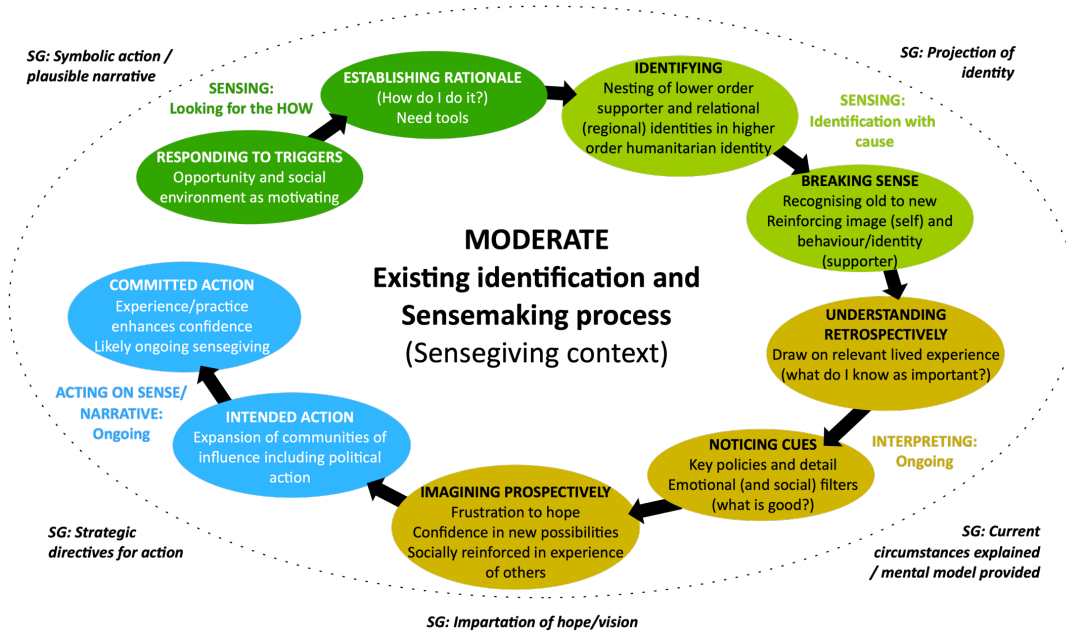 SG: Symbolic action /
plausible narrative
SENSING:
Looking for the HOW
ESTABLISHING RATIONALE
(How do I do it?)
Need tools
RESPONDING TO TRIGGERS
Opportunity and social
environment as motivating
IDENTIFYING
Nesting of lower order
supporter and relational
(regional) identities in higher
order humanitarian identity
SG: Projection of
identity
SENSING:
Identification with
cause
BREAKING SENSE
Recognising old to new
Reinforcing image (self) and
behaviour/identity
(supporter)
MODERATE
Existing identification and
Sensemaking process
(Sensegiving context)
UNDERSTANDING
RETROSPECTIVELY
Draw on relevant lived experience
(what do I know as important?)
INTERPRETING:
Ongoing
NOTICING CUES
Key policies and detail
Emotional (and social) filters
(what is good?)
SG: Current
circumstances explained
/ mental model provided
IMAGINING PROSPECTIVELY
Frustration to hope
Confidence in new possibilities
Socially reinforced in experience
of others
SG: Impartation of hope/vision
INTENDED ACTION
Expansion of communities of
influence including political
action
ACTING ON SENSE/
NARRATIVE:
Ongoing
COMMITTED ACTION
Experience/practice
enhances confidence
Likely ongoing sensegiving
SG: Strategic
directives for action